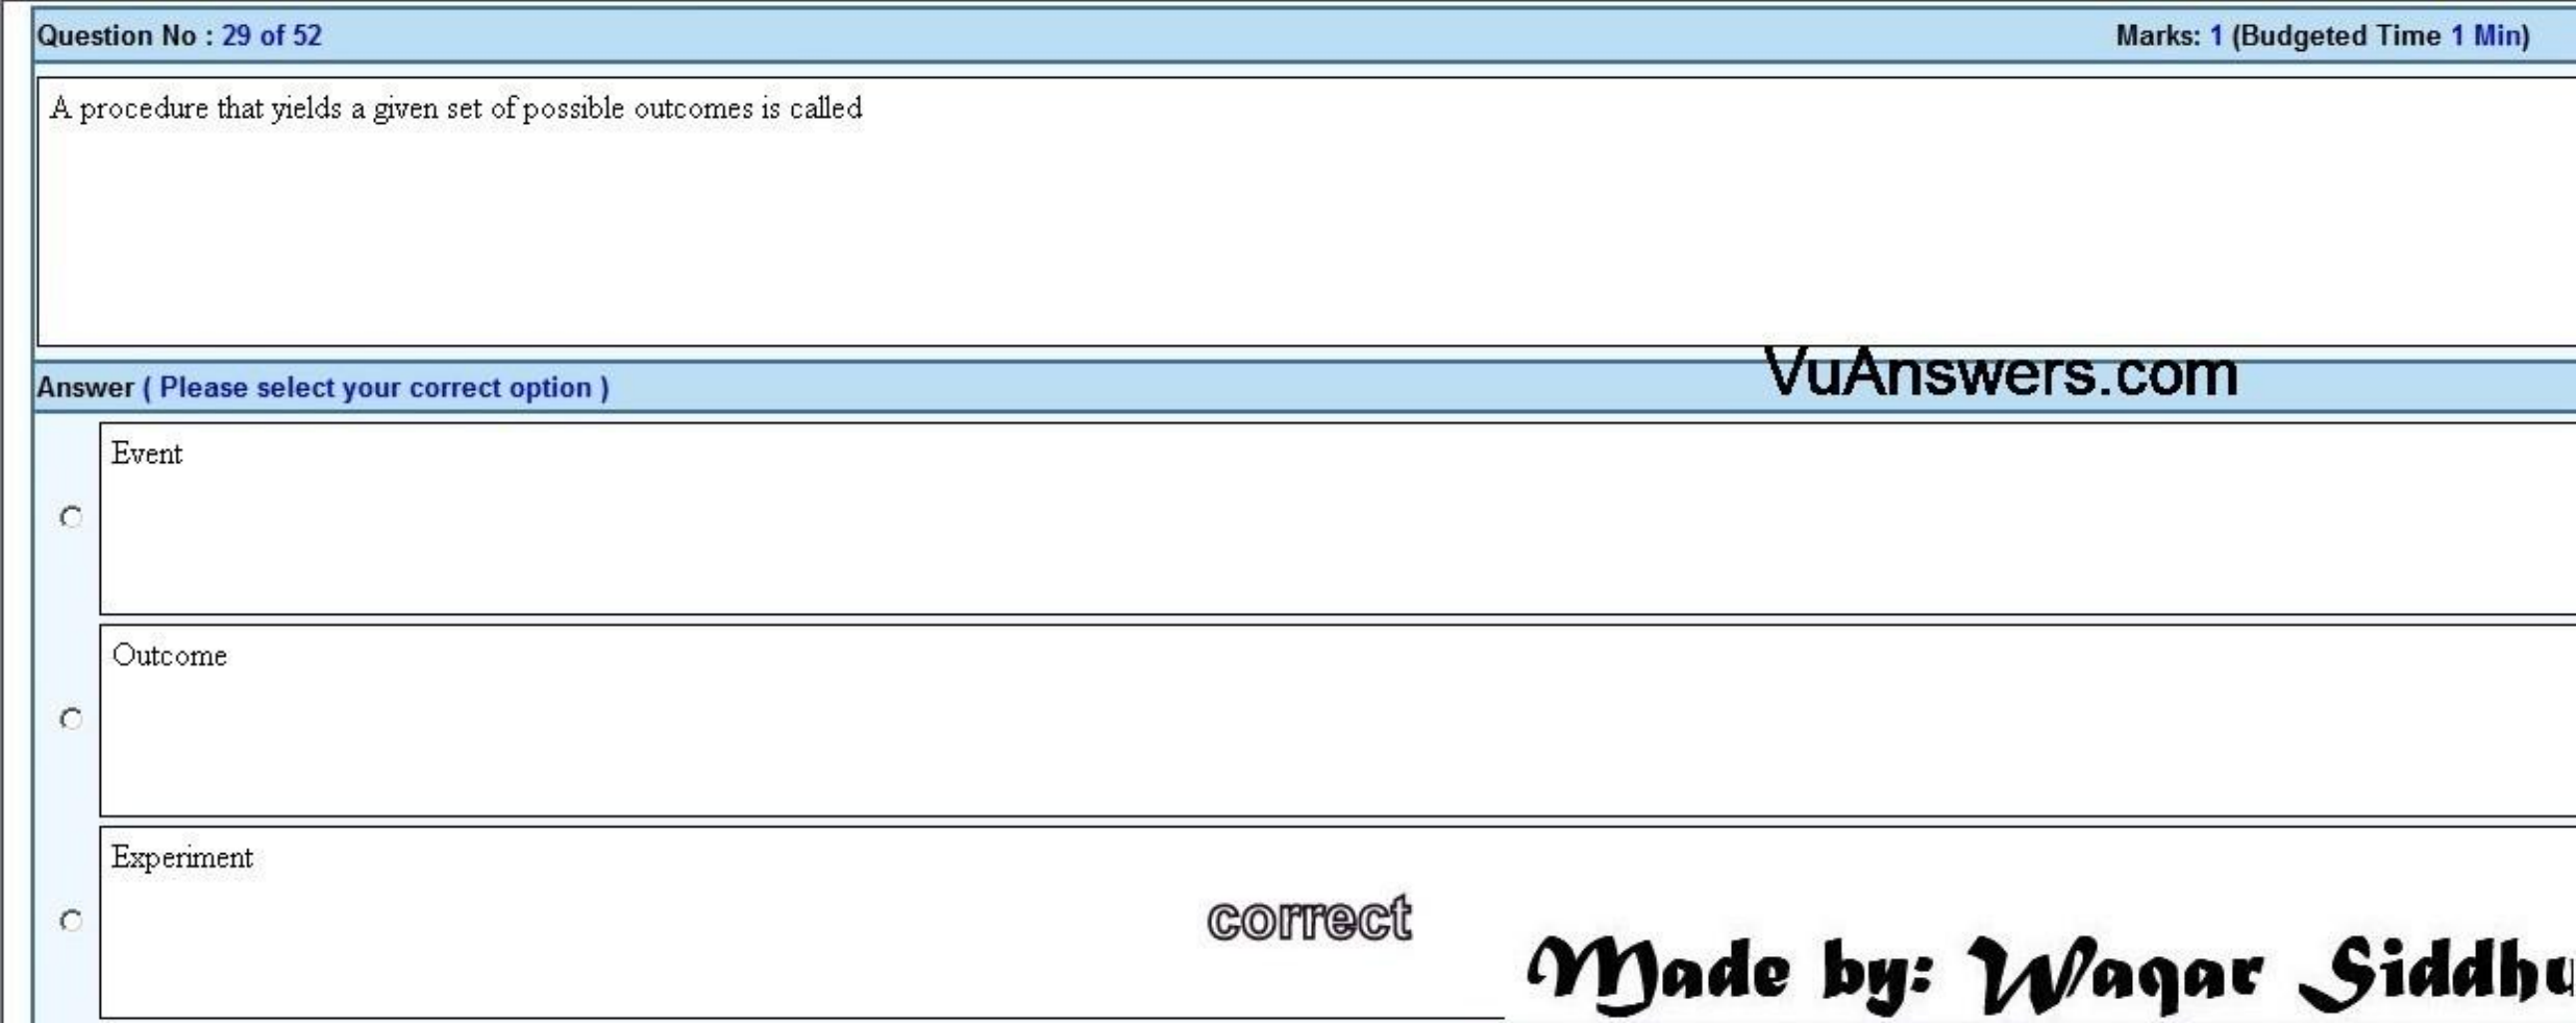 Question No : 29 of 52 Marks: 1 (Budgeted Time 1 Min)
A procedure that yields a given set of possible outcomes is called
VuAnswers.com
Answer ( Please select your correct option )
Event
Outcome
Experiment
correct
Made by: Waqar Siddhu